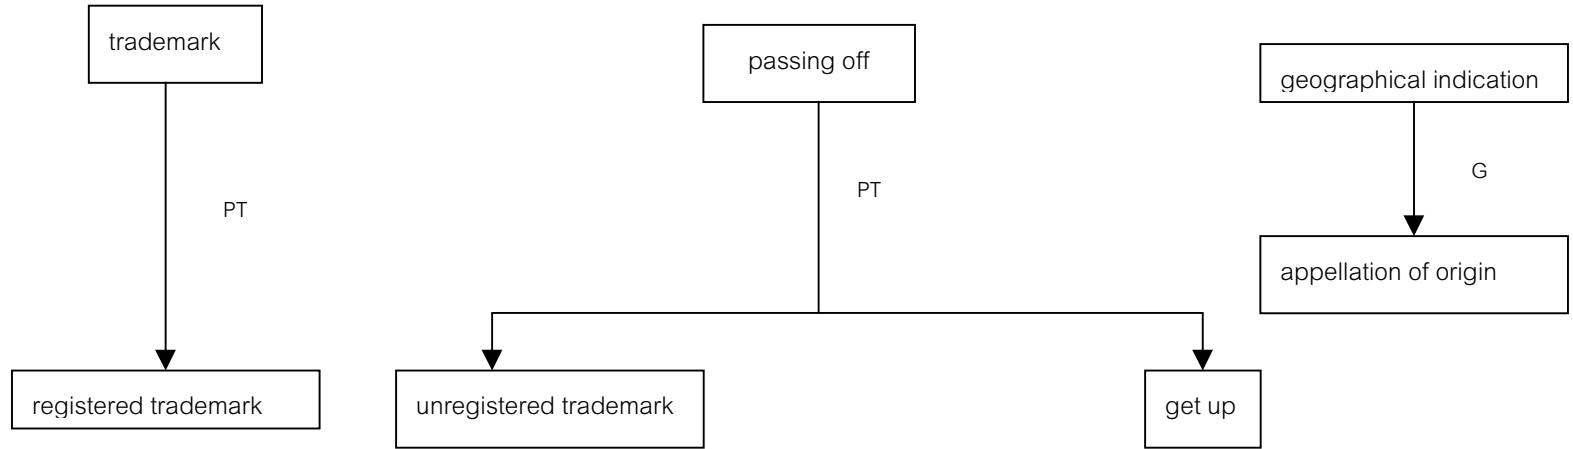 trademark
passing off
geographical indication
PT
PT
G
appellation of origin
registered trademark
unregistered trademark
get up